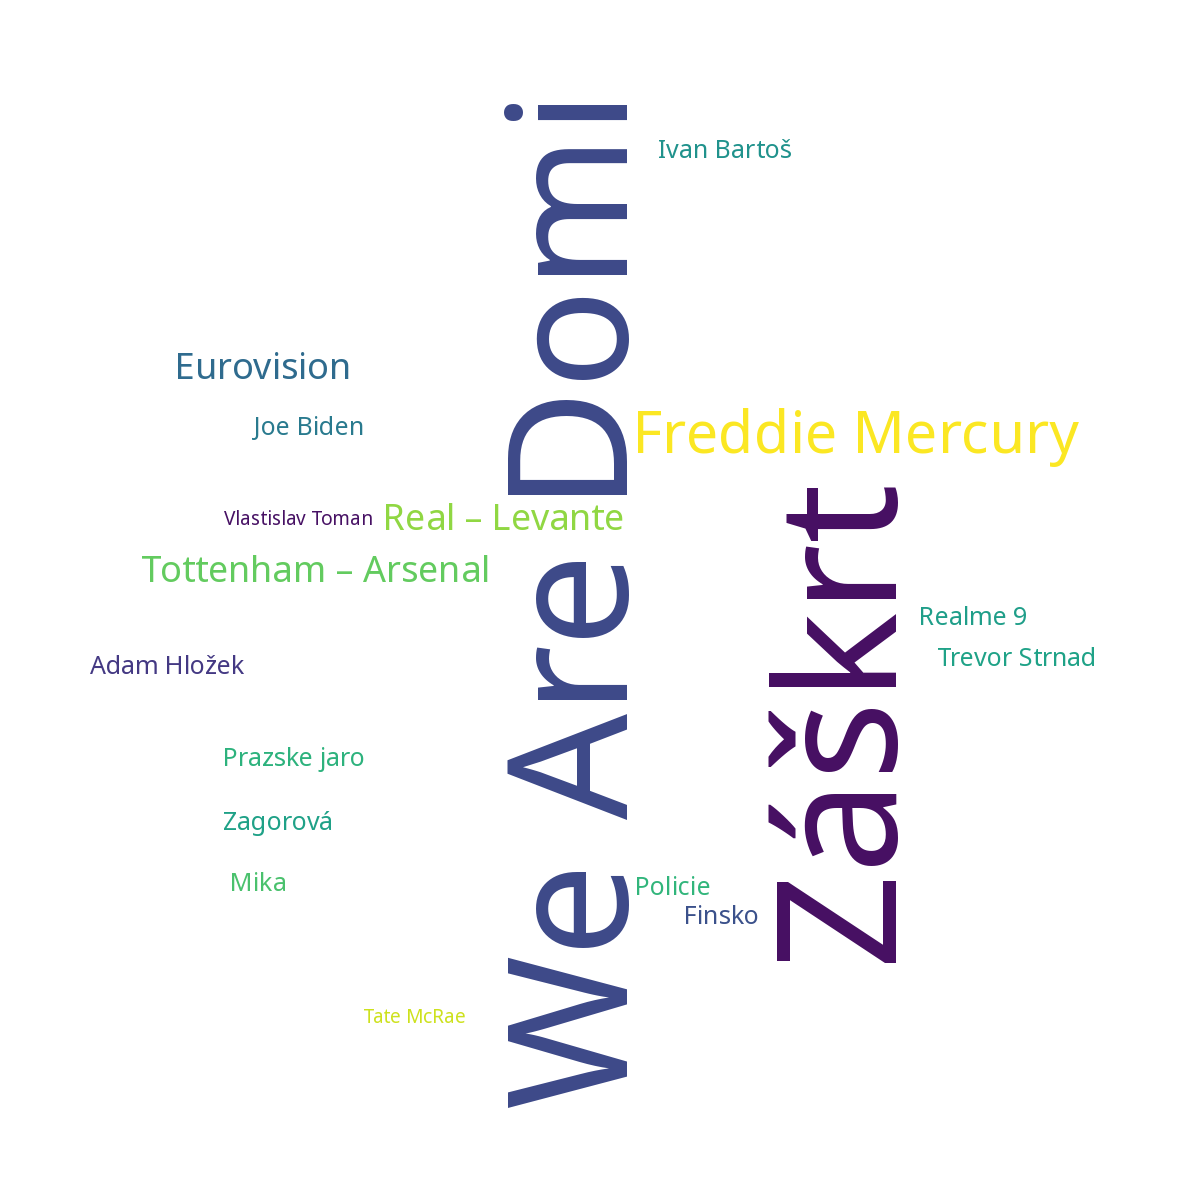 We Are Domi
Ivan Bartoš
Eurovision
Joe Biden
Freddie Mercury
Záškrt
Vlastislav Toman
Real – Levante
Tottenham – Arsenal
Realme 9
Trevor Strnad
Adam Hložek
Prazske jaro
Zagorová
Mika
Policie
Finsko
Tate McRae